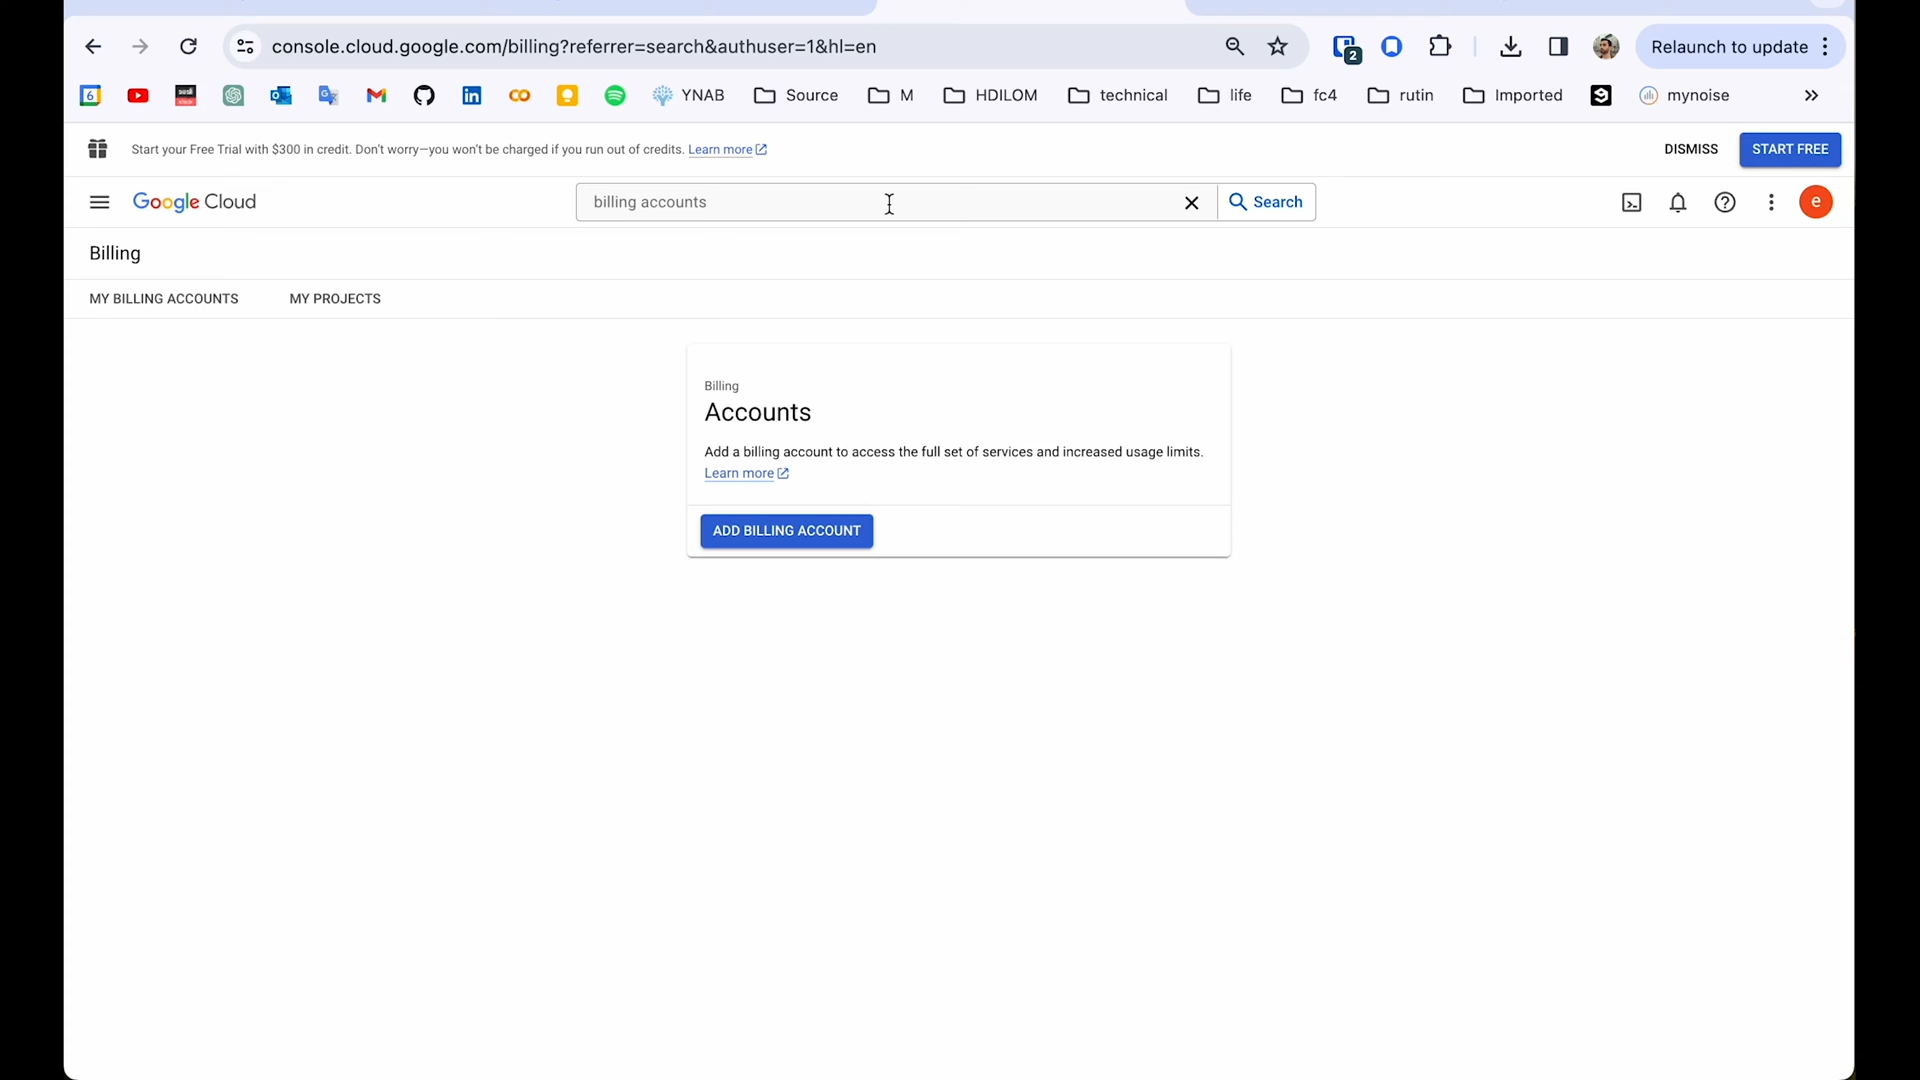 console.cloud.google.com/billing?referrer=search&authuser=1&hl=en
2
Relaunch to update
6
YNAB
Source
M
HDILOM
technical
life
fc4
rutin
Imported
mynoise
Start your Free Trial with $300 in credit. Don't worry—you won't be charged if you run out of credits. Learn more
DISMISS
START FREE
Google Cloud
billing accounts
Search
e
Billing
MY BILLING ACCOUNTS
MY PROJECTS
Billing
Accounts
Add a billing account to access the full set of services and increased usage limits.
Learn more
ADD BILLING ACCOUNT